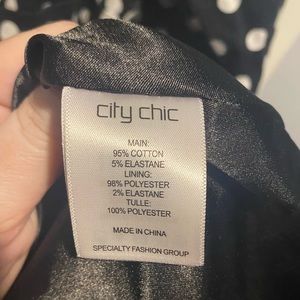 city chic
MAIN:
95% COTTON
5% ELASTANE
LINING:
98% POLYESTER
2% ELASTANE
TULLE:
100% POLYESTER
MADE IN CHINA
SPECIALTY FASHION GROUP